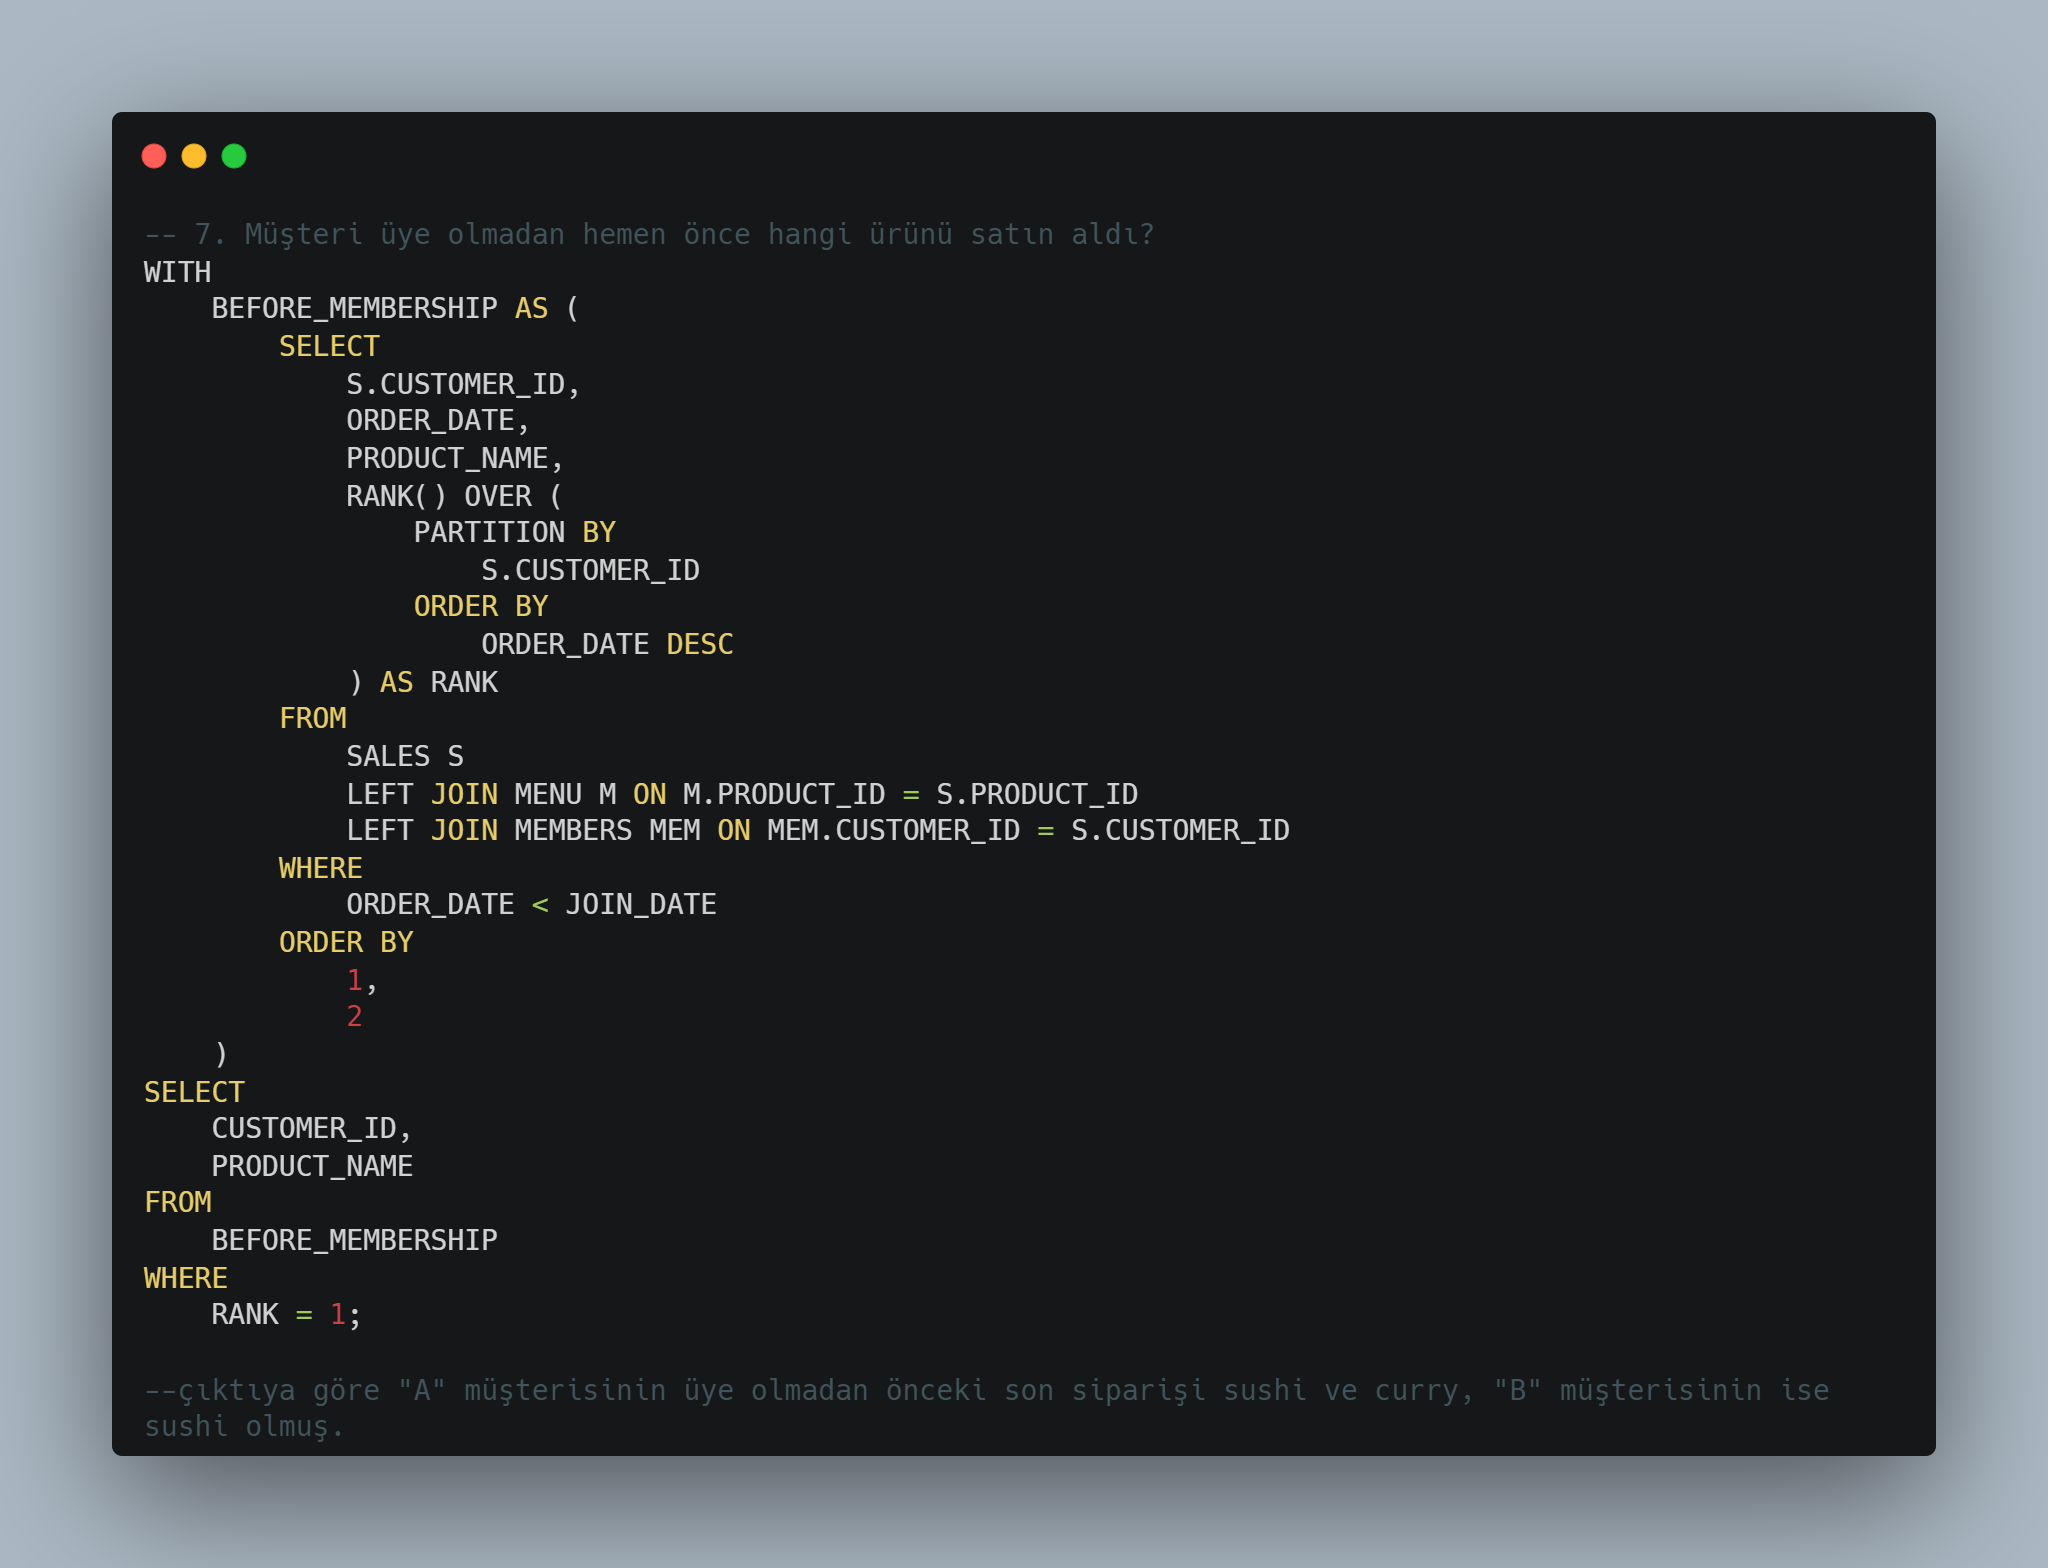 -- 7. Müşteri üye olmadan hemen önce hangi ürünü satın aldı?
WITH
    BEFORE_MEMBERSHIP AS (
        SELECT
            S.CUSTOMER_ID,
            ORDER_DATE,
            PRODUCT_NAME,
            RANK() OVER (
                PARTITION BY
                    S.CUSTOMER_ID
                ORDER BY
                    ORDER_DATE DESC
            ) AS RANK
        FROM
            SALES S
            LEFT JOIN MENU M ON M.PRODUCT_ID = S.PRODUCT_ID
            LEFT JOIN MEMBERS MEM ON MEM.CUSTOMER_ID = S.CUSTOMER_ID
        WHERE
            ORDER_DATE < JOIN_DATE
        ORDER BY
            1,
            2
    )
SELECT
    CUSTOMER_ID,
    PRODUCT_NAME
FROM
    BEFORE_MEMBERSHIP
WHERE
    RANK = 1;
--çıktıya göre "A" müşterisinin üye olmadan önceki son siparişi sushi ve curry, "B" müşterisinin ise
sushi olmuş.